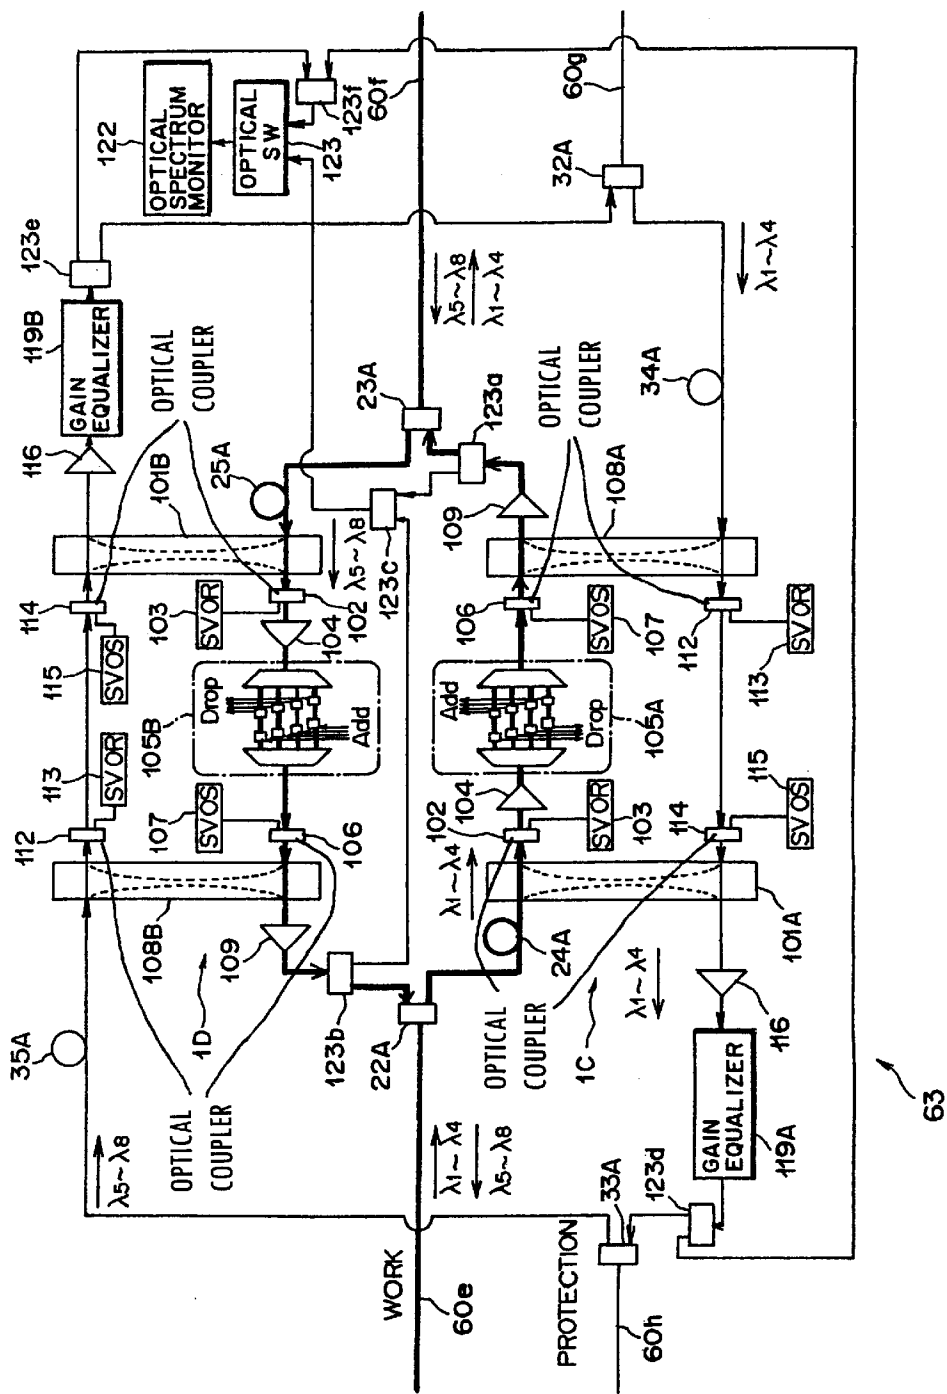 35A
λ5~λ8
108B
112
113
SVOR
115
SVOS
114
101B
116
119B
GAIN
EQUALIZER
123e
122
OPTICAL
SPECTRUM
MONITOR
OPTICAL
SW
123
123f
OPTICAL
COUPLER
1D
109
107
SVOS
106
105B
Drop
Add
104
103
SVOR
102
25A
λ5~λ8
OPTICAL
COUPLER
123b
22A
123c
23A
123a
WORK
60e
λ1~λ4
λ5~λ8
λ5~λ8
λ1~λ4
60f
24A
λ1~λ4
102
104
103
SVOR
Add
Drop
105A
106
107
SVOS
109
108A
OPTICAL
COUPLER
OPTICAL
COUPLER
1C
PROTECTION
60h
33A
123d
GAIN
EQUALIZER
119A
116
λ1~λ4
101A
114
115
SVOS
112
113
SVOR
34A
λ1~λ4
32A
60g
63